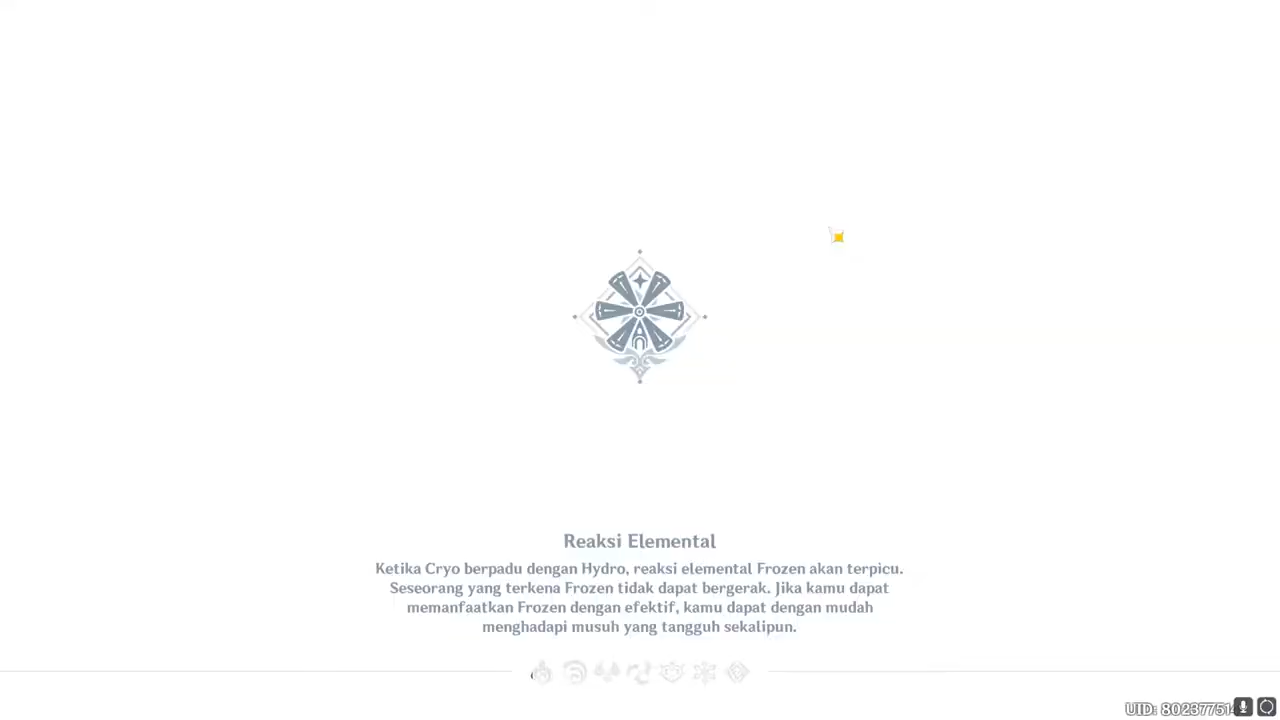 Reaksi Elemental
Ketika Cryo berpadu dengan Hydro, reaksi elemental Frozen akan terpicu.
Seseorang yang terkena Frozen tidak dapat bergerak. Jika kamu dapat
memanfaatkan Frozen dengan efektif, kamu dapat dengan mudah
menghadapi musuh yang tangguh sekalipun.
UID: